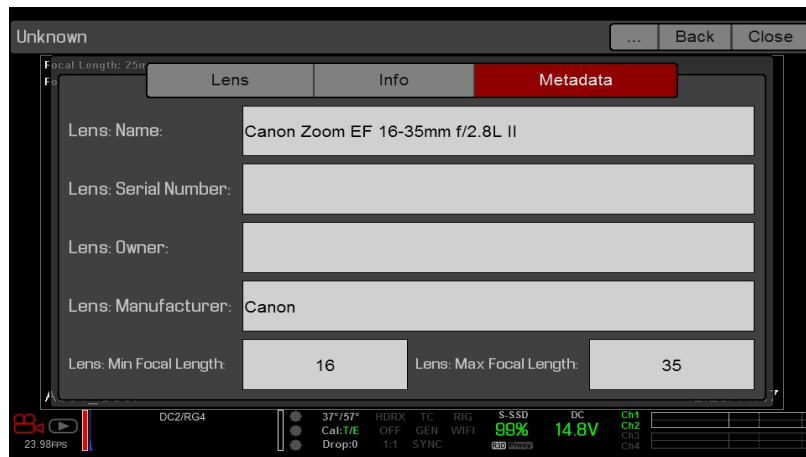 Unknown ... Back Close
Focal Length: 25m
Fo
Lens Info Metadata
Lens: Name: Canon Zoom EF 16-35mm f/2.8L II
Lens: Serial Number:
Lens: Owner:
Lens: Manufacturer: Canon
Lens: Min Focal Length: 16 Lens: Max Focal Length: 35
DC2/RG4 37°/57° HDRX TC RIG S-SSD DC Ch1
Cal:T/E OFF GEN WIFI 99% 14.8V Ch2
23.98FPS Drop:0 1:1 SYNC R3D Proxy Ch3
Ch4